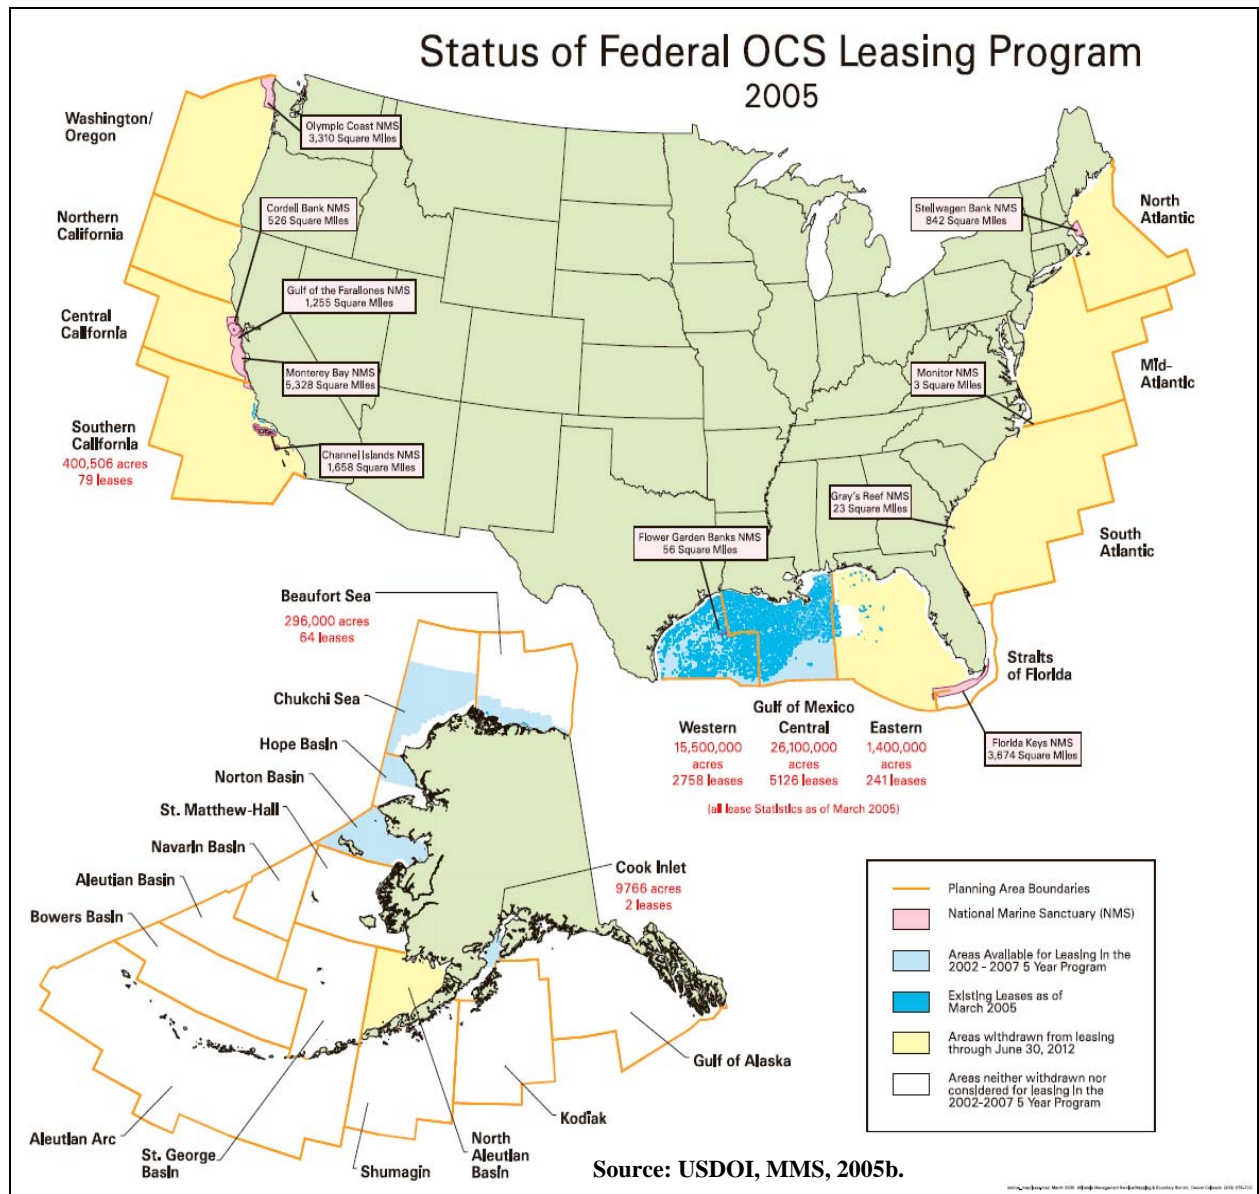 Status of Federal OCS Leasing Program
2005
Washington/
Oregon
Northern
California
Central
California
Southern
California
400,506 acres
79 leases
Olympic Coast NMS
3,310 Square Miles
Cordell Bank NMS
526 Square Miles
Gulf of the Farallones NMS
1,255 Square Miles
Monterey Bay NMS
5,328 Square Miles
Channel Islands NMS
1,658 Square Miles
Stellwagen Bank NMS
842 Square Miles
North
Atlantic
Monitor NMS
3 Square Miles
Mid-
Atlantic
Gray's Reef NMS
23 Square Miles
South
Atlantic
Flower Garden Banks NMS
56 Square Miles
Straits
of Florida
Florida Keys NMS
3,674 Square Miles
Gulf of Mexico
Western
15,500,000
acres
2758 leases
Central
26,100,000
acres
5126 leases
Eastern
1,400,000
acres
241 leases
(all lease Statistics as of March 2005)
Beaufort Sea
296,000 acres
64 leases
Chukchi Sea
Hope Basin
Norton Basin
St. Matthew-Hall
Navarin Basin
Aleutian Basin
Bowers Basin
Cook Inlet
9766 acres
2 leases
Gulf of Alaska
Kodiak
North
Aleutian
Basin
Shumagin
St. George
Basin
Aleutian Arc
Planning Area Boundaries
National Marine Sanctuary (NMS)
Areas Available for Leasing in the
2002 - 2007 5 Year Program
Existing Leases as of
March 2005
Areas withdrawn from leasing
through June 30, 2012
Areas neither withdrawn nor
considered for leasing in the
2002-2007 5 Year Program
Source: USDOI, MMS, 2005b.